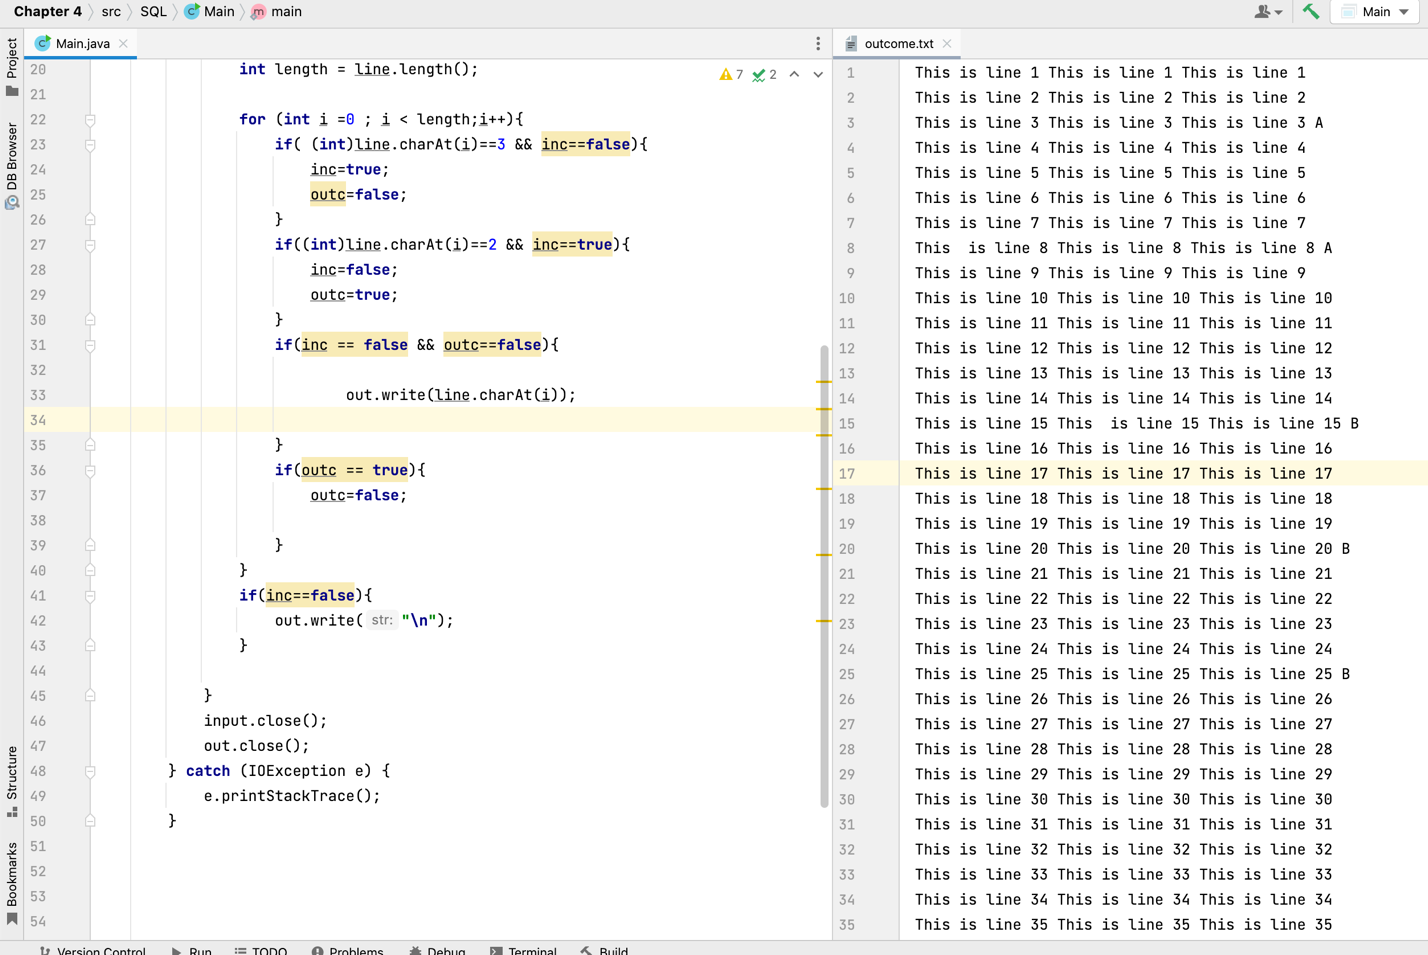 Chapter 4 src SQL Main main Main
Project
DB Browser
Structure
Bookmarks
Main.java
7 2
20 int length = line.length();
21
22 for (int i =0 ; i < length;i++){
23 if( (int)line.charAt(i)==3 && inc==false){
24 inc=true;
25 outc=false;
26 }
27 if((int)line.charAt(i)==2 && inc==true){
28 inc=false;
29 outc=true;
30 }
31 if(inc == false && outc==false){
32
33 out.write(line.charAt(i));
34
35 }
36 if(outc == true){
37 outc=false;
38
39 }
40 }
41 if(inc==false){
42 out.write( str: "\n");
43 }
44
45 }
46 input.close();
47 out.close();
48 } catch (IOException e) {
49 e.printStackTrace();
50 }
51
52
53
54
outcome.txt
1 This is line 1 This is line 1 This is line 1
2 This is line 2 This is line 2 This is line 2
3 This is line 3 This is line 3 This is line 3 A
4 This is line 4 This is line 4 This is line 4
5 This is line 5 This is line 5 This is line 5
6 This is line 6 This is line 6 This is line 6
7 This is line 7 This is line 7 This is line 7
8 This  is line 8 This is line 8 This is line 8 A
9 This is line 9 This is line 9 This is line 9
10 This is line 10 This is line 10 This is line 10
11 This is line 11 This is line 11 This is line 11
12 This is line 12 This is line 12 This is line 12
13 This is line 13 This is line 13 This is line 13
14 This is line 14 This is line 14 This is line 14
15 This is line 15 This  is line 15 This is line 15 B
16 This is line 16 This is line 16 This is line 16
17 This is line 17 This is line 17 This is line 17
18 This is line 18 This is line 18 This is line 18
19 This is line 19 This is line 19 This is line 19
20 This is line 20 This is line 20 This is line 20 B
21 This is line 21 This is line 21 This is line 21
22 This is line 22 This is line 22 This is line 22
23 This is line 23 This is line 23 This is line 23
24 This is line 24 This is line 24 This is line 24
25 This is line 25 This is line 25 This is line 25 B
26 This is line 26 This is line 26 This is line 26
27 This is line 27 This is line 27 This is line 27
28 This is line 28 This is line 28 This is line 28
29 This is line 29 This is line 29 This is line 29
30 This is line 30 This is line 30 This is line 30
31 This is line 31 This is line 31 This is line 31
32 This is line 32 This is line 32 This is line 32
33 This is line 33 This is line 33 This is line 33
34 This is line 34 This is line 34 This is line 34
35 This is line 35 This is line 35 This is line 35
Version Control Run TODO Problems Debug Terminal Build